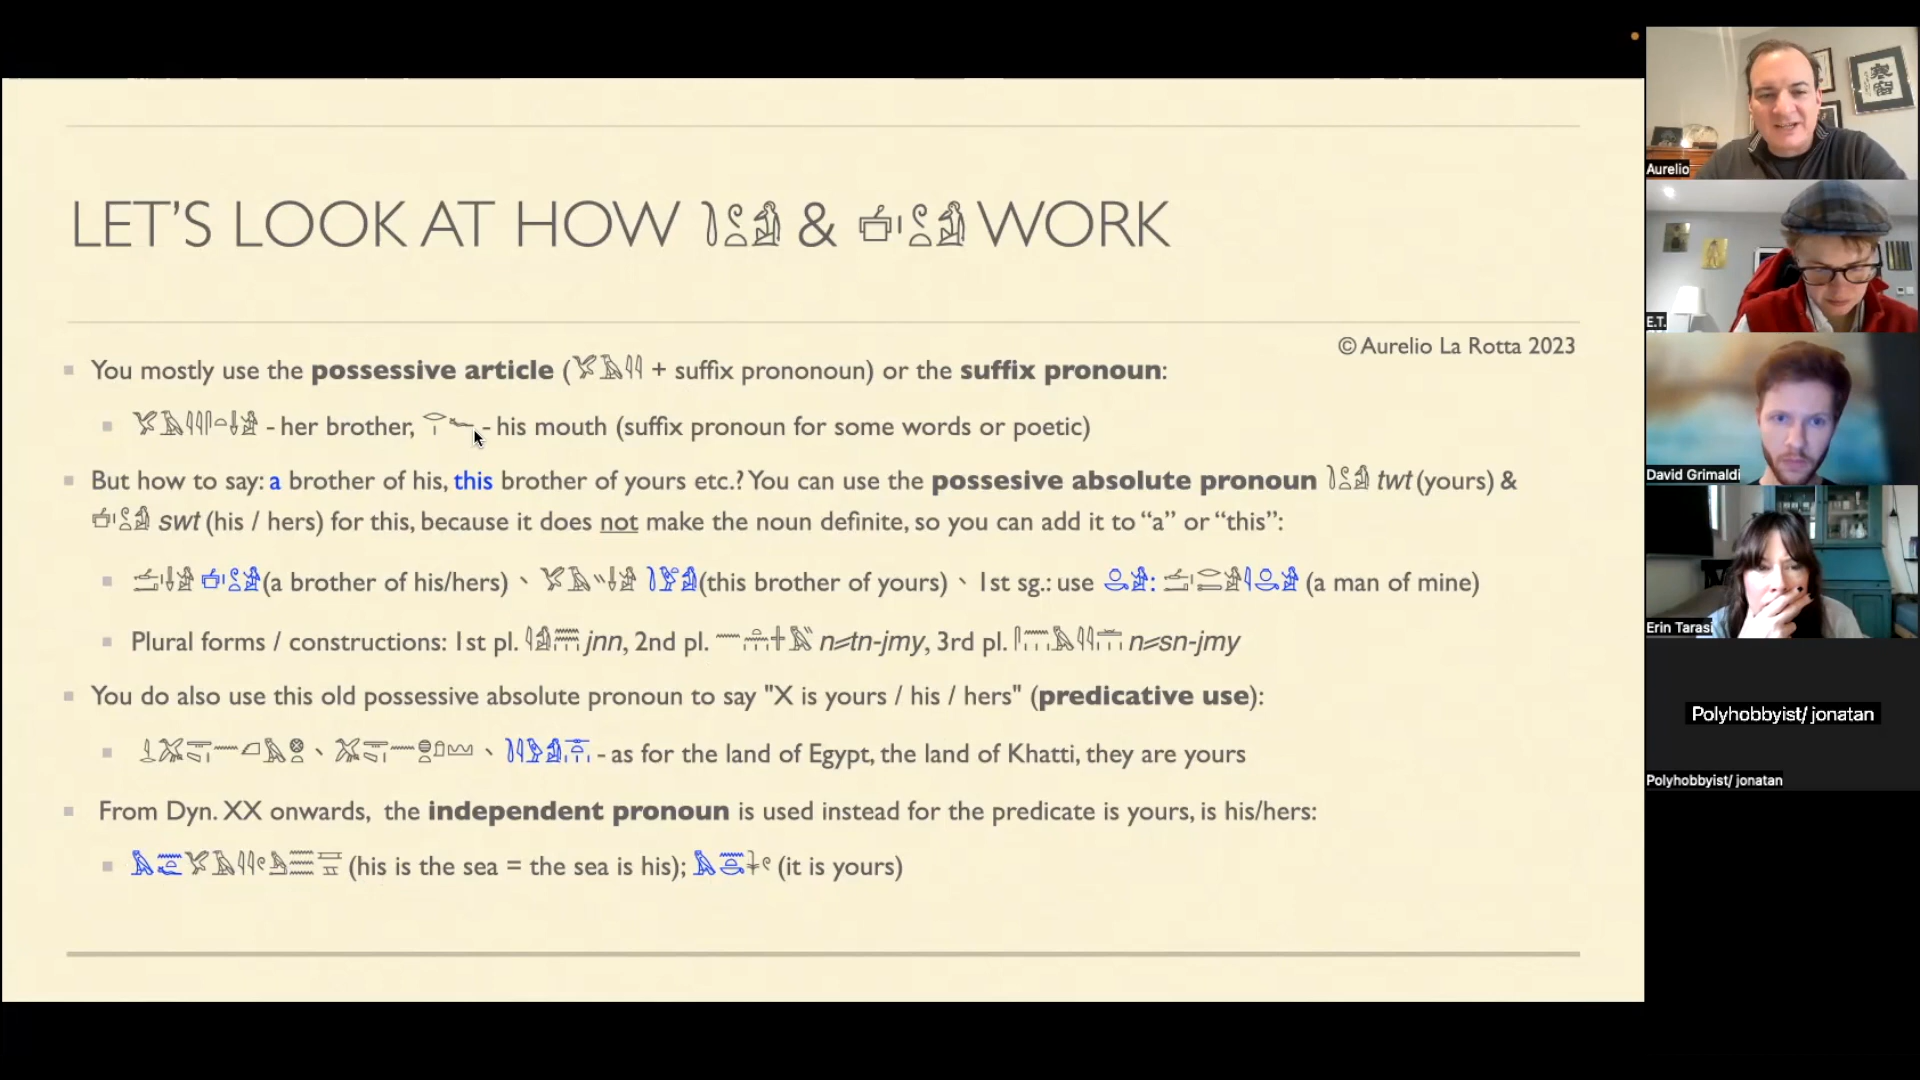 LET'S LOOK AT HOW & WORK
© Aurelio La Rotta 2023
You mostly use the possessive article ( + suffix prononoun) or the suffix pronoun:
- her brother, - his mouth (suffix pronoun for some words or poetic)
But how to say: a brother of his, this brother of yours etc.? You can use the possesive absolute pronoun twt (yours) &
swt (his / hers) for this, because it does not make the noun definite, so you can add it to “a” or “this”:
(a brother of his/hers) 、 (this brother of yours) 、 1st sg.: use : (a man of mine)
Plural forms / constructions: 1st pl. jnn, 2nd pl. n⸗tn-jmy, 3rd pl. n⸗sn-jmy
You do also use this old possessive absolute pronoun to say "X is yours / his / hers" (predicative use):
、 、 - as for the land of Egypt, the land of Khatti, they are yours
From Dyn. XX onwards, the independent pronoun is used instead for the predicate is yours, is his/hers:
(his is the sea = the sea is his); (it is yours)
Aurelio
E.T.
David Grimaldi
Erin Taras
Polyhobbyist/ jonatan
Polyhobbyist/ jonatan